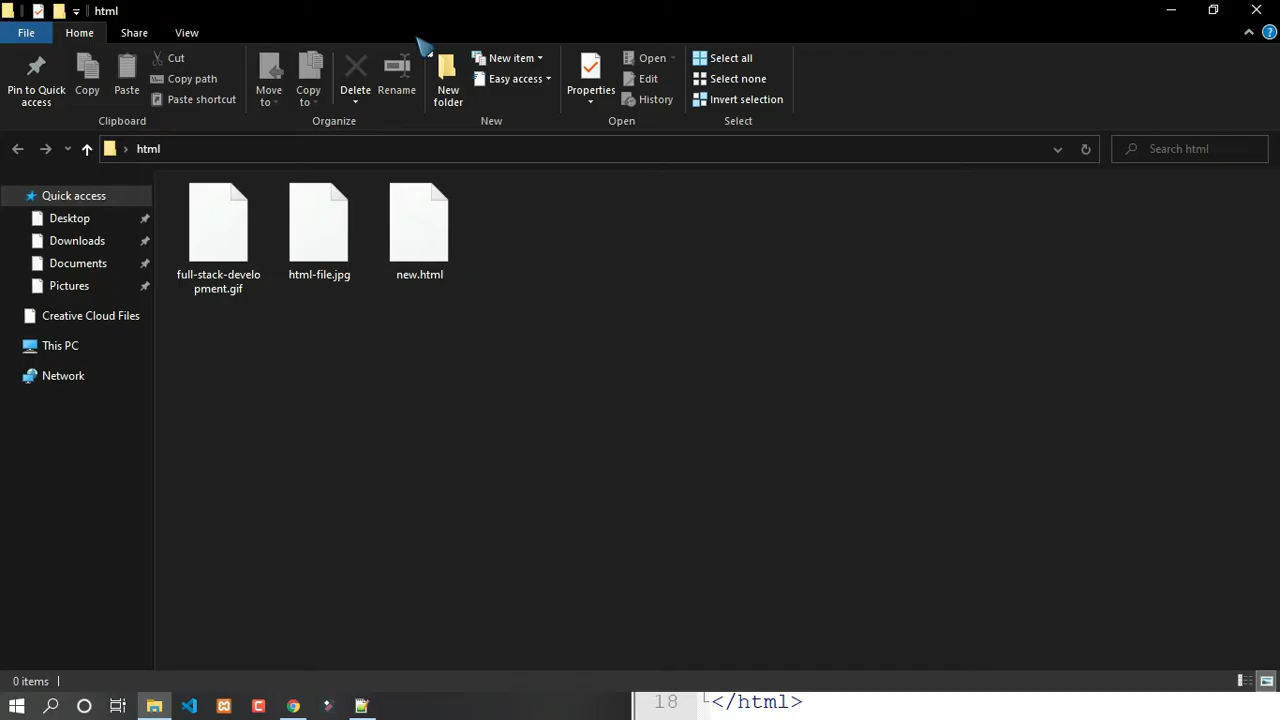 html
File Home Share View
Pin to Quick access
Copy
Paste
Cut
Copy path
Paste shortcut
Clipboard
Move to
Copy to
Delete
Rename
Organize
New folder
New item
Easy access
New
Properties
Open
Edit
History
Open
Select all
Select none
Invert selection
Select
html
Search html
Quick access
Desktop
Downloads
Documents
Pictures
Creative Cloud Files
This PC
Network
full-stack-develo
pment.gif
html-file.jpg
new.html
0 items
18 </html>